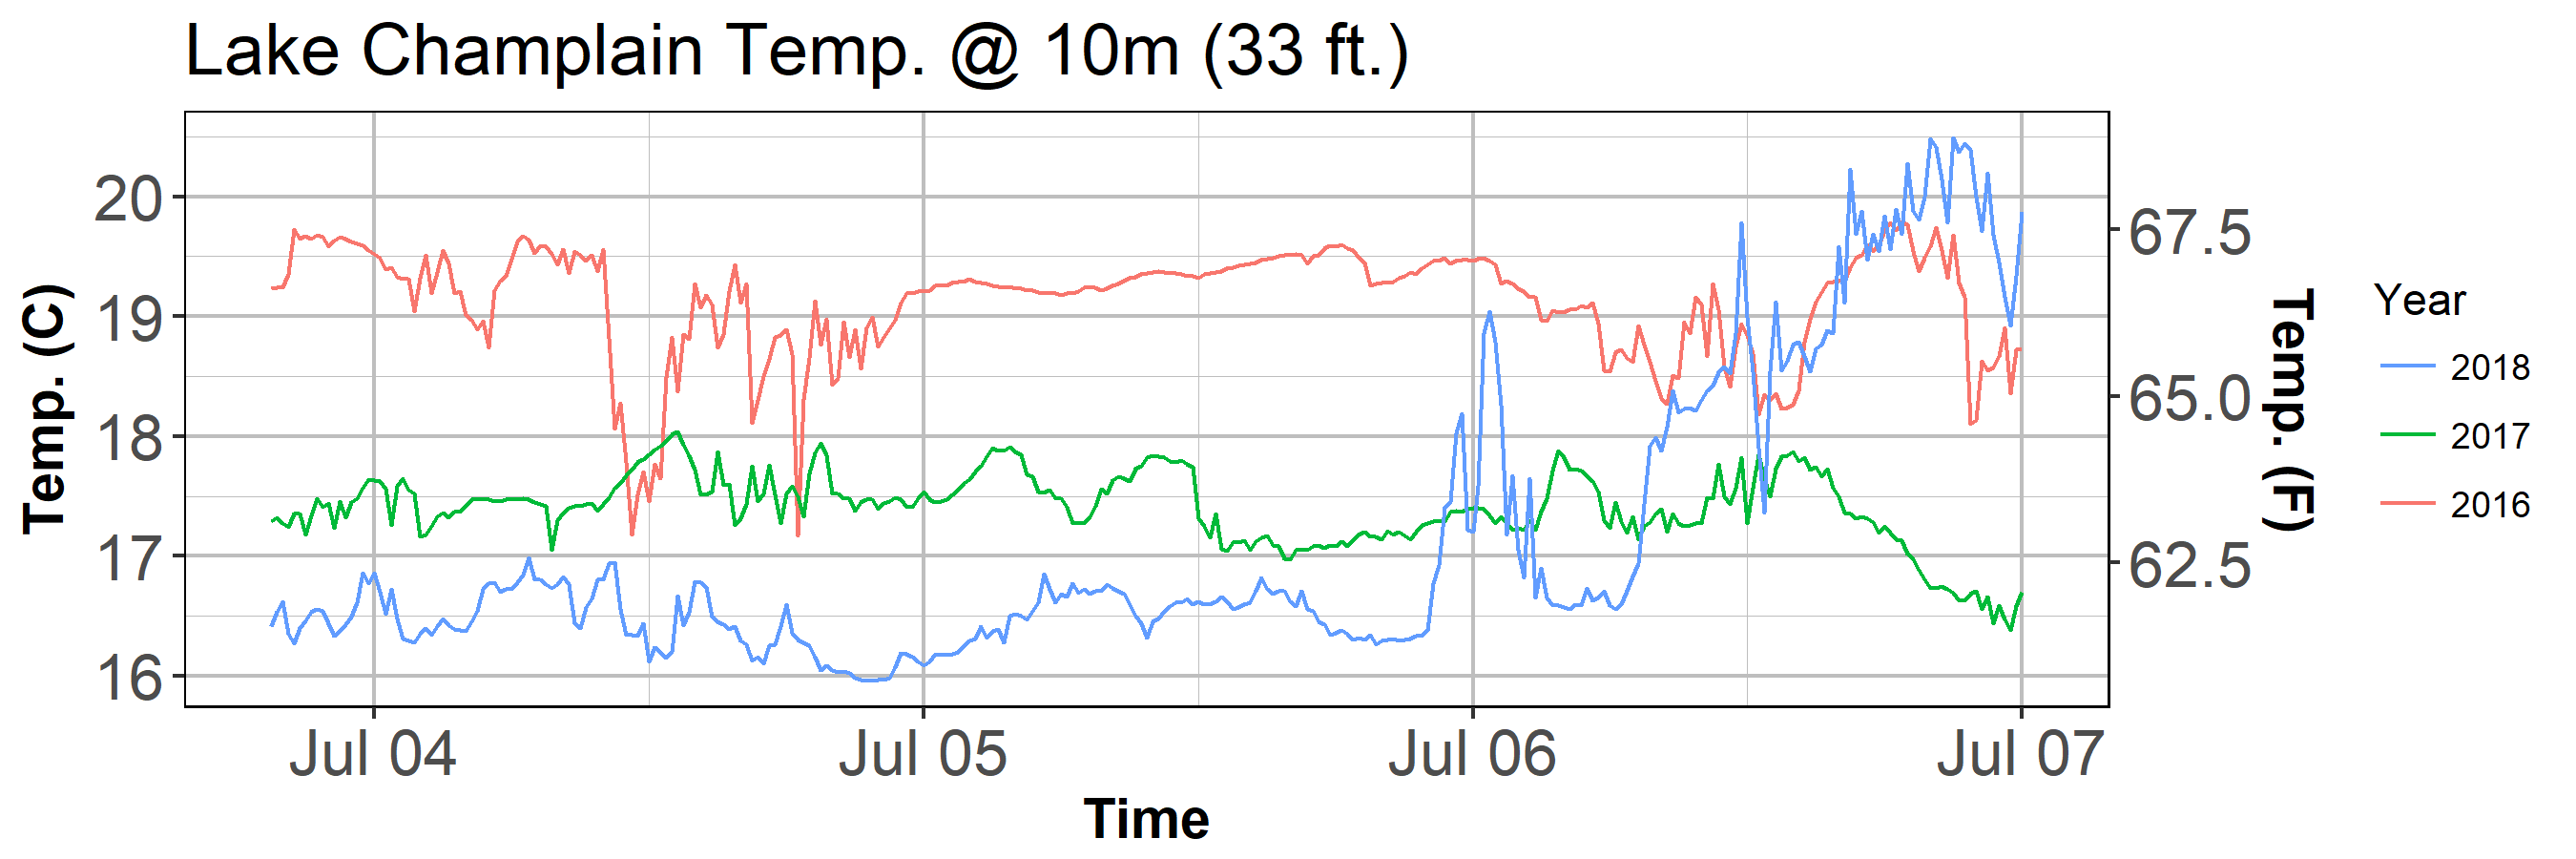 Lake Champlain Temp. @ 10m (33 ft.)
Temp. (C)
20
19
18
17
16
67.5
65.0
62.5
Temp. (F)
Jul 04
Jul 05
Jul 06
Jul 07
Time
Year
2018
2017
2016